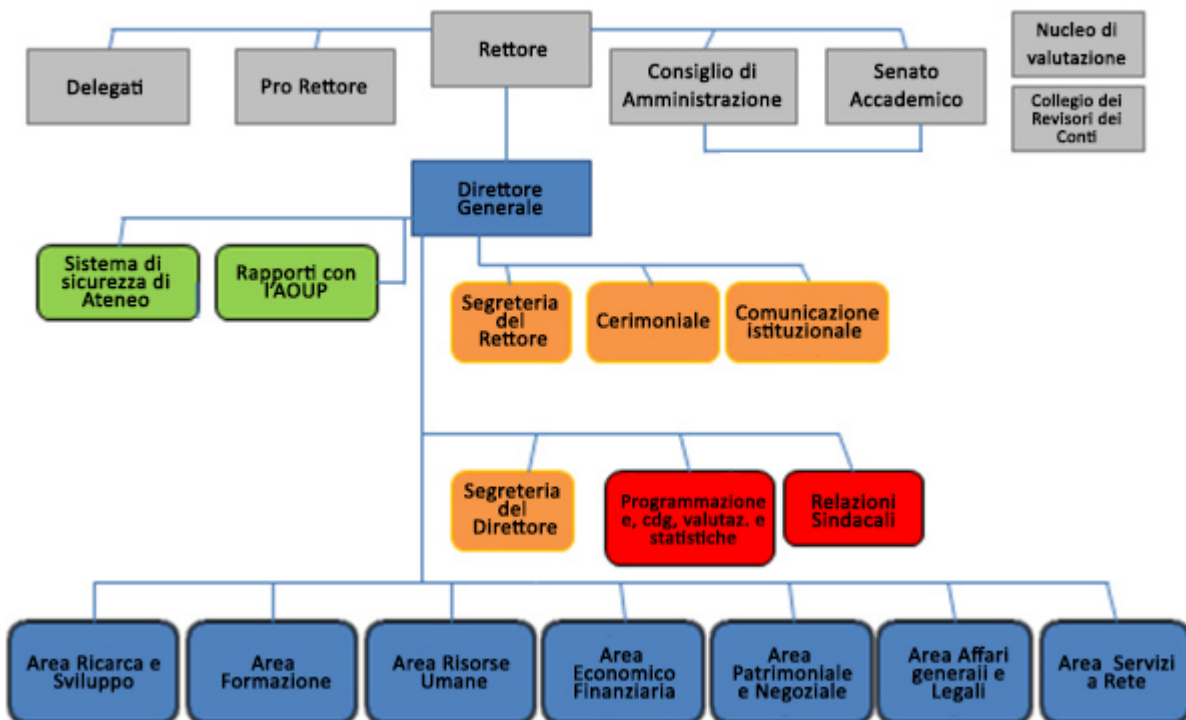 Rettore
Delegati
Pro Rettore
Consiglio di
Amministrazione
Senato
Accademico
Nucleo di
valutazione
Collegio dei
Revisori dei
Conti
Direttore
Generale
Sistema di
sicurezza di
Ateneo
Rapporti con
l'AOUP
Segreteria
del
Rettore
Cerimoniale
Comunicazione
istituzionale
Segreteria
del
Direttore
Programmazion
e, cdg, valutaz. e
statistiche
Relazioni
Sindacali
Area Ricarca e
Sviluppo
Area
Formazione
Area Risorse
Umane
Area
Economico
Finanziaria
Area
Patrimoniale
e Negoziale
Area Affari
generaii e
Legali
Area Servizi
a Rete